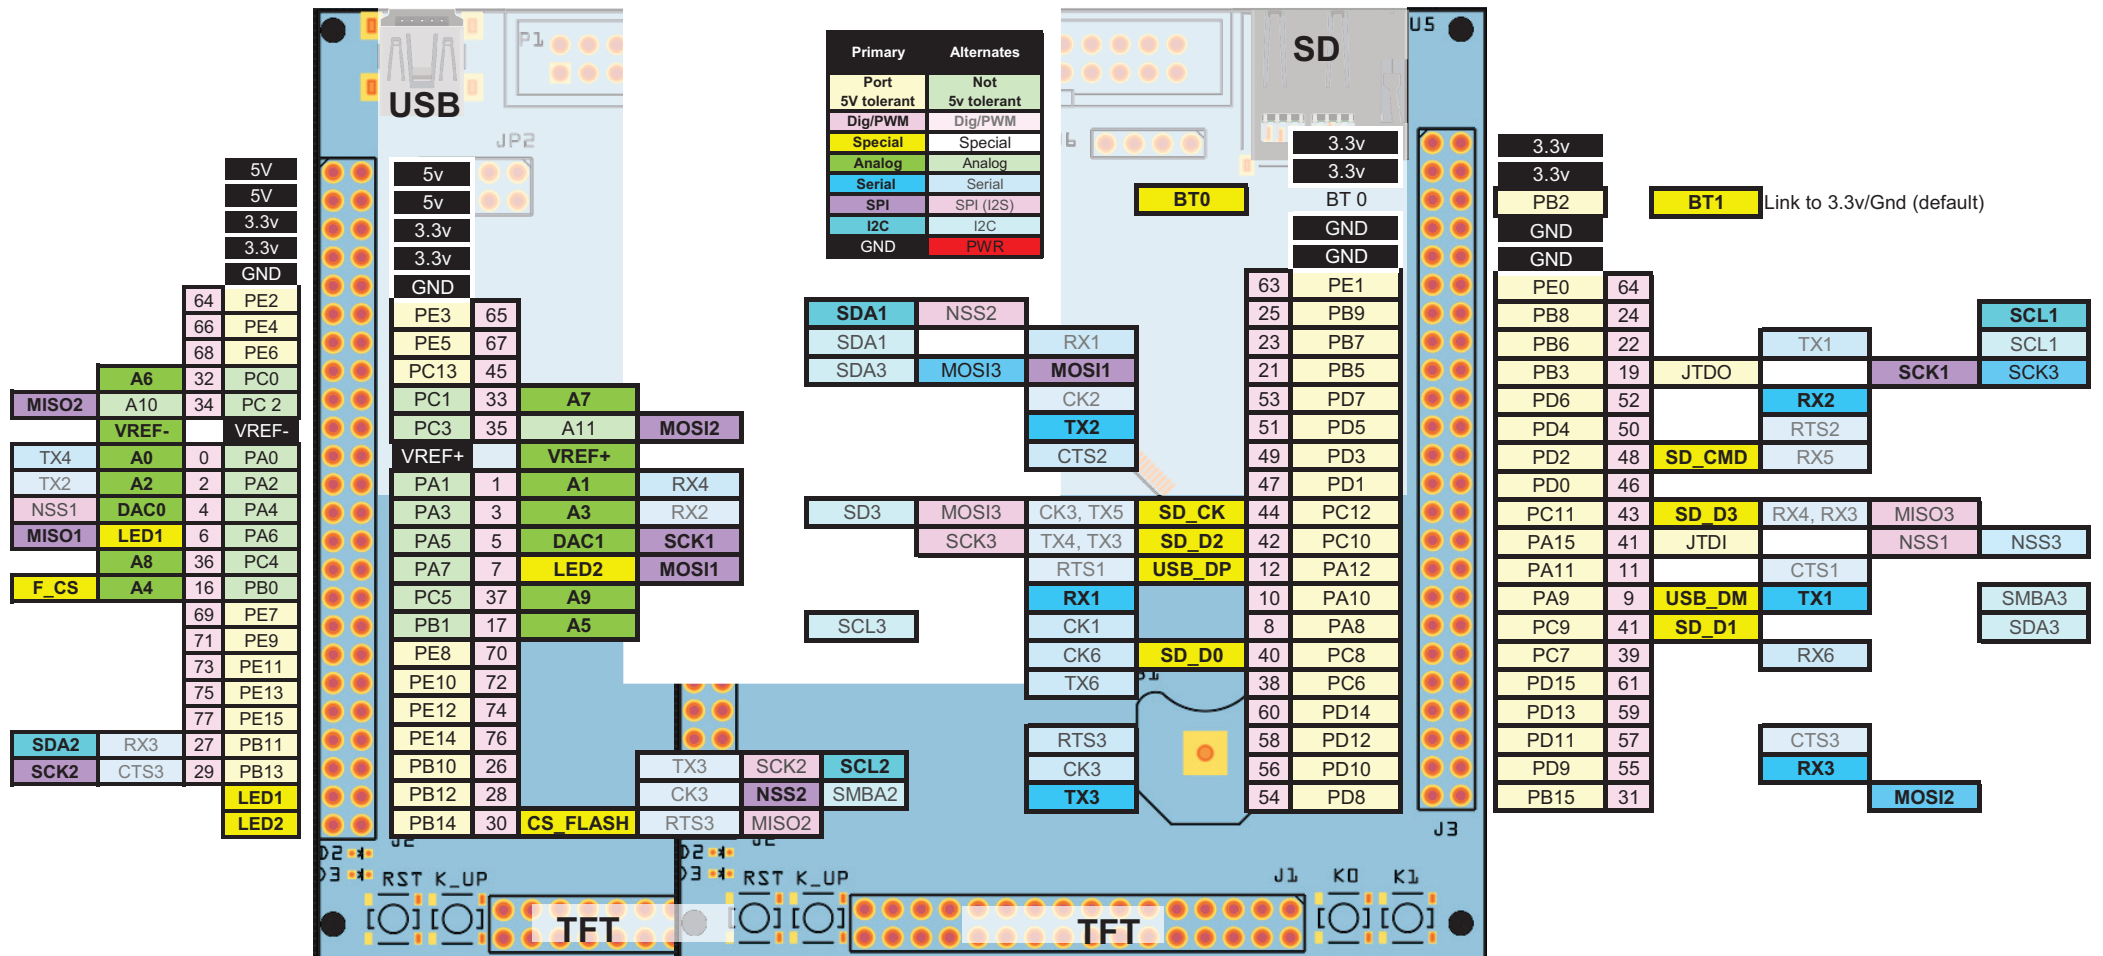 USB
P1
JP2
SD
U5
6
Primary Alternates
Port 5V tolerant Not 5v tolerant
Dig/PWM Dig/PWM
Special Special
Analog Analog
Serial Serial
SPI SPI (I2S)
I2C I2C
GND PWR
5V
5V
3.3v
3.3v
GND
64 PE2
66 PE4
68 PE6
A6 32 PC0
MISO2 A10 34 PC 2
VREF- VREF-
TX4 A0 0 PA0
TX2 A2 2 PA2
NSS1 DAC0 4 PA4
MISO1 LED1 6 PA6
A8 36 PC4
F_CS A4 16 PB0
69 PE7
71 PE9
73 PE11
75 PE13
77 PE15
SDA2 RX3 27 PB11
SCK2 CTS3 29 PB13
LED1
LED2
5v
5v
3.3v
3.3v
GND
PE3 65
PE5 67
PC13 45
PC1 33 A7
PC3 35 A11 MOSI2
VREF+ VREF+
PA1 1 A1 RX4
PA3 3 A3 RX2
PA5 5 DAC1 SCK1
PA7 7 LED2 MOSI1
PC5 37 A9
PB1 17 A5
PE8 70
PE10 72
PE12 74
PE14 76
PB10 26 TX3 SCK2 SCL2
PB12 28 CK3 NSS2 SMBA2
PB14 30 CS_FLASH RTS3 MISO2
3.3v
3.3v
BT0 BT 0
GND
GND
63 PE1
SDA1 NSS2 25 PB9
SDA1 RX1 23 PB7
SDA3 MOSI3 MOSI1 21 PB5
CK2 53 PD7
TX2 51 PD5
CTS2 49 PD3
47 PD1
SD3 MOSI3 CK3, TX5 SD_CK 44 PC12
SCK3 TX4, TX3 SD_D2 42 PC10
RTS1 USB_DP 12 PA12
RX1 10 PA10
SCL3 CK1 8 PA8
CK6 SD_D0 40 PC8
TX6 38 PC6
60 PD14
RTS3 58 PD12
CK3 56 PD10
TX3 54 PD8
3.3v
3.3v
PB2 BT1 Link to 3.3v/Gnd (default)
GND
GND
PE0 64
PB8 24 SCL1
PB6 22 TX1 SCL1
PB3 19 JTDO SCK1 SCK3
PD6 52 RX2
PD4 50 RTS2
PD2 48 SD_CMD RX5
PD0 46
PC11 43 SD_D3 RX4, RX3 MISO3
PA15 41 JTDI NSS1 NSS3
PA11 11 CTS1
PA9 9 USB_DM TX1 SMBA3
PC9 41 SD_D1 SDA3
PC7 39 RX6
PD15 61
PD13 59
PD11 57 CTS3
PD9 55 RX3
PB15 31 MOSI2
J2
J2
J3
D2
D3
D2
D3
RST K_UP
RST K_UP
J1 K0 K1
TFT
TFT